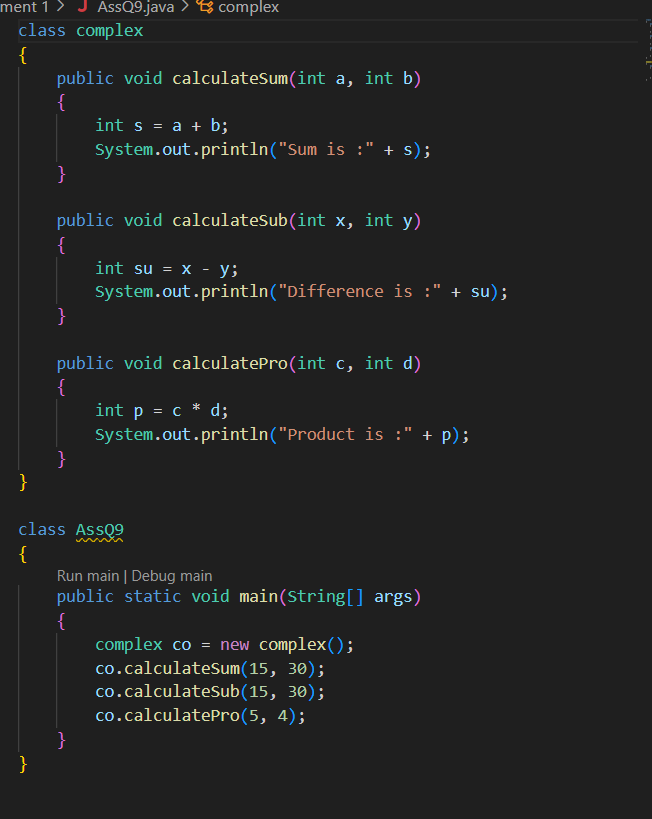 ment 1 > J AssQ9.java > complex
class complex
{
    public void calculateSum(int a, int b)
    {
        int s = a + b;
        System.out.println("Sum is :" + s);
    }

    public void calculateSub(int x, int y)
    {
        int su = x - y;
        System.out.println("Difference is :" + su);
    }

    public void calculatePro(int c, int d)
    {
        int p = c * d;
        System.out.println("Product is :" + p);
    }
}

class AssQ9
{
    Run main | Debug main
    public static void main(String[] args)
    {
        complex co = new complex();
        co.calculateSum(15, 30);
        co.calculateSub(15, 30);
        co.calculatePro(5, 4);
    }
}